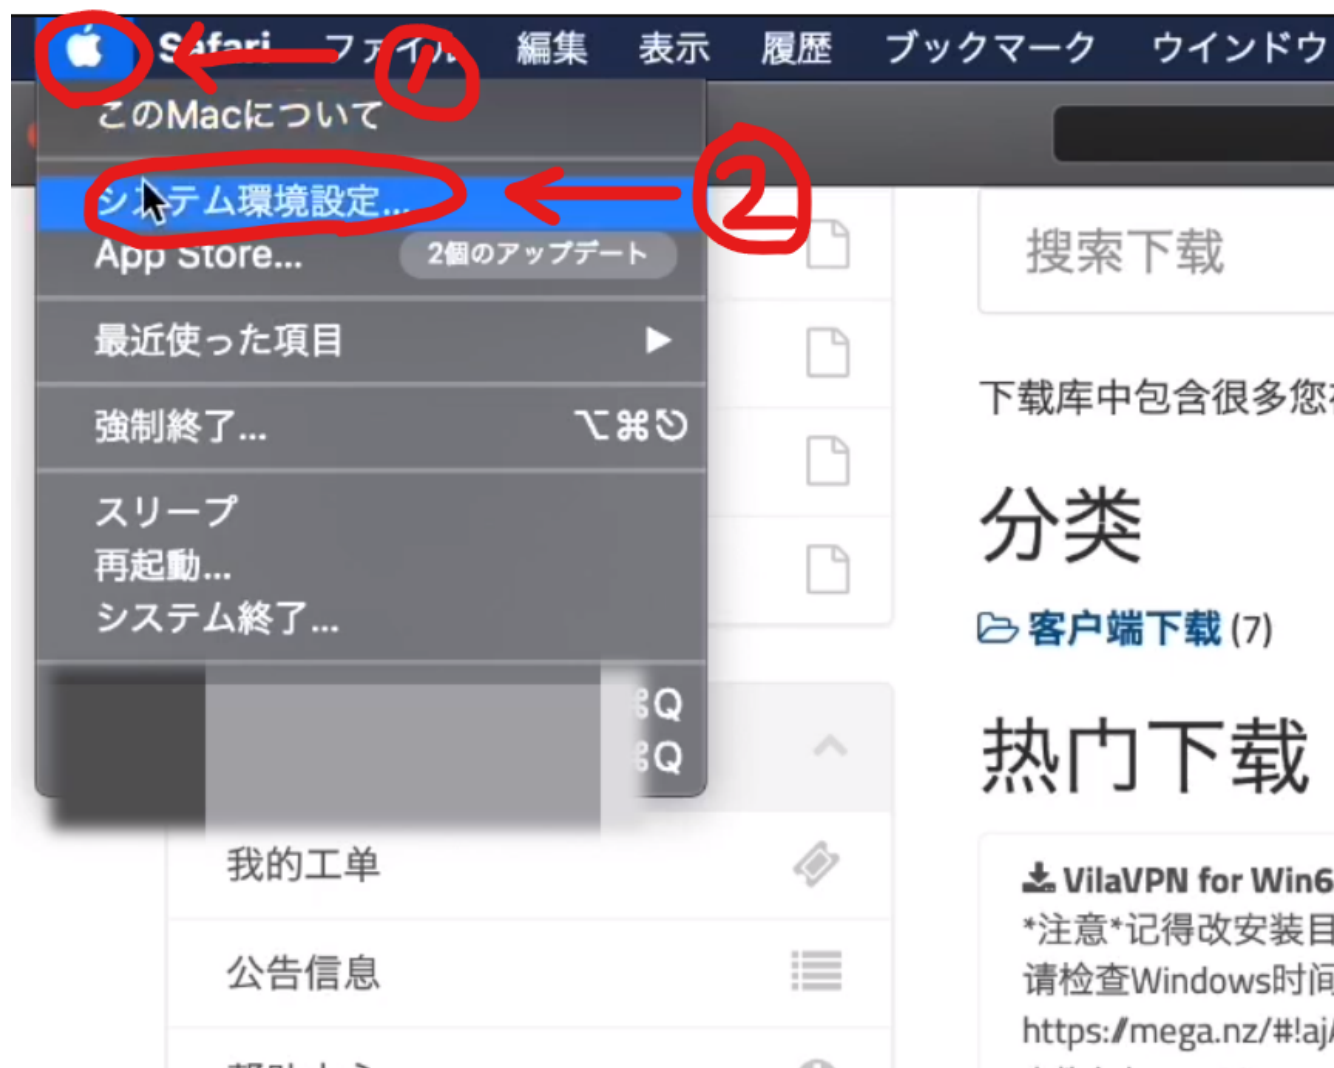 Safari ファイル 編集 表示 履歴 ブックマーク ウインドウ
1
このMacについて
システム環境設定...
2
App Store... 2個のアップデート
最近使った項目
強制終了... ⌥⌘⎋
スリープ
再起動...
システム終了...
⌘Q
⌘Q
我的工单
公告信息
搜索下载
下载库中包含很多您
分类
客户端下载 (7)
热门下载
VilaVPN for Win6
*注意*记得改安装目
请检查Windows时间
https://mega.nz/#!aj/